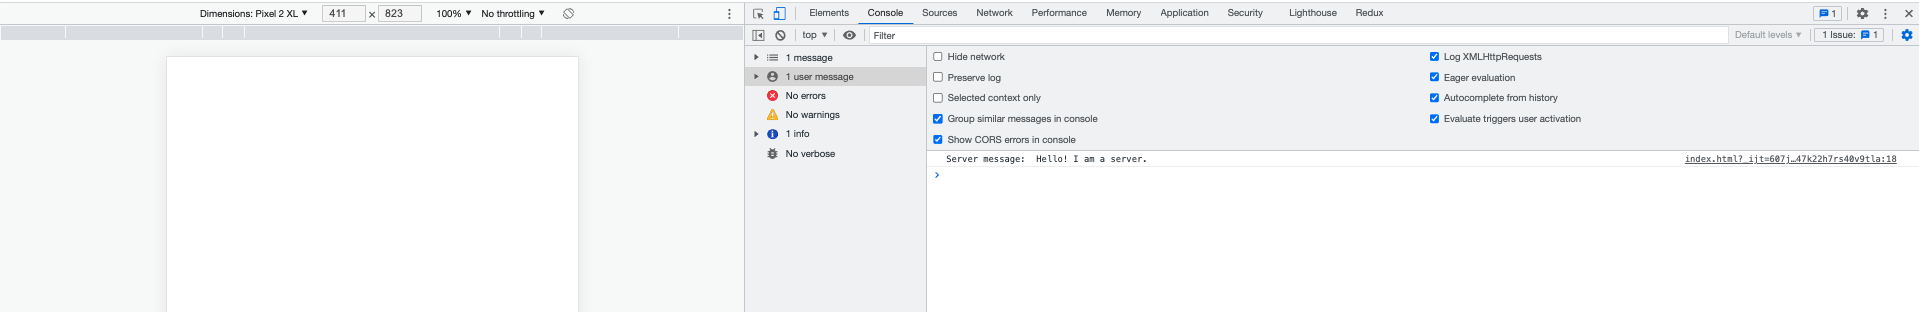 Dimensions: Pixel 2 XL ▼ 411 × 823 100% ▼ No throttling ▼
Elements Console Sources Network Performance Memory Application Security Lighthouse Redux 1
top ▼ Filter Default levels ▼ 1 Issue: 1
1 message
1 user message
No errors
No warnings
1 info
No verbose
Hide network
Preserve log
Selected context only
Group similar messages in console
Show CORS errors in console
Log XMLHttpRequests
Eager evaluation
Autocomplete from history
Evaluate triggers user activation
Server message: Hello! I am a server. index.html?_ijt=607j…47k22h7rs40v9tla:18